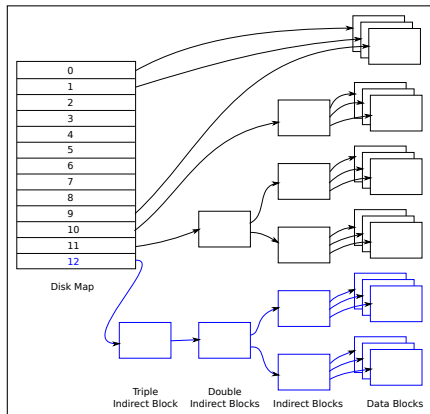 0
1
2
3
4
5
6
7
8
9
10
11
12
Disk Map
Triple
Indirect Block
Double
Indirect Blocks
Indirect Blocks
Data Blocks